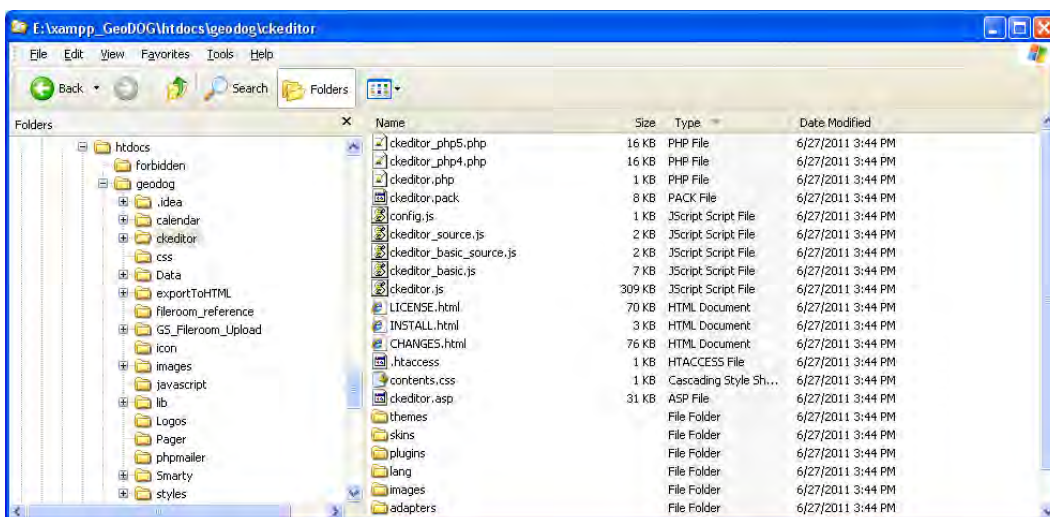 E:\xampp_GeoDOG\htdocs\geodog\ckeditor
File Edit View Favorites Tools Help
Back Search Folders
Folders
htdocs
forbidden
geodog
.idea
calendar
ckeditor
css
Data
exportToHTML
fileroom_reference
GS_Fileroom_Upload
icon
images
javascript
lib
Logos
Pager
phpmailer
Smarty
styles
Name Size Type Date Modified
ckeditor_php5.php 16 KB PHP File 6/27/2011 3:44 PM
ckeditor_php4.php 16 KB PHP File 6/27/2011 3:44 PM
ckeditor.php 1 KB PHP File 6/27/2011 3:44 PM
ckeditor.pack 8 KB PACK File 6/27/2011 3:44 PM
config.js 1 KB JScript Script File 6/27/2011 3:44 PM
ckeditor_source.js 2 KB JScript Script File 6/27/2011 3:44 PM
ckeditor_basic_source.js 2 KB JScript Script File 6/27/2011 3:44 PM
ckeditor_basic.js 7 KB JScript Script File 6/27/2011 3:44 PM
ckeditor.js 309 KB JScript Script File 6/27/2011 3:44 PM
LICENSE.html 70 KB HTML Document 6/27/2011 3:44 PM
INSTALL.html 3 KB HTML Document 6/27/2011 3:44 PM
CHANGES.html 76 KB HTML Document 6/27/2011 3:44 PM
.htaccess 1 KB HTACCESS File 6/27/2011 3:44 PM
contents.css 1 KB Cascading Style Sh... 6/27/2011 3:44 PM
ckeditor.asp 31 KB ASP File 6/27/2011 3:44 PM
themes File Folder 6/27/2011 3:44 PM
skins File Folder 6/27/2011 3:44 PM
plugins File Folder 6/27/2011 3:44 PM
lang File Folder 6/27/2011 3:44 PM
images File Folder 6/27/2011 3:44 PM
adapters File Folder 6/27/2011 3:44 PM